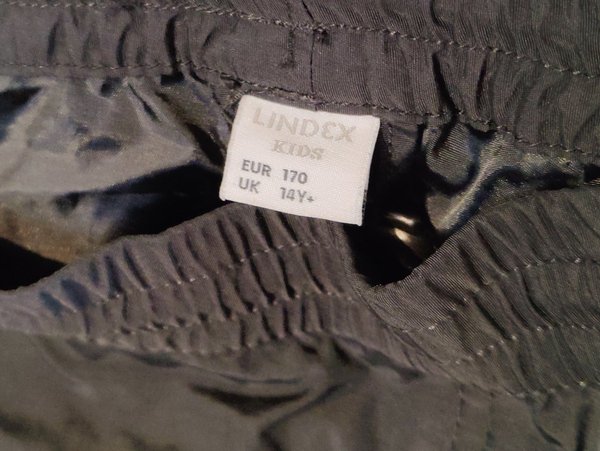 LINDEX
KIDS
EUR 170
UK 14Y+